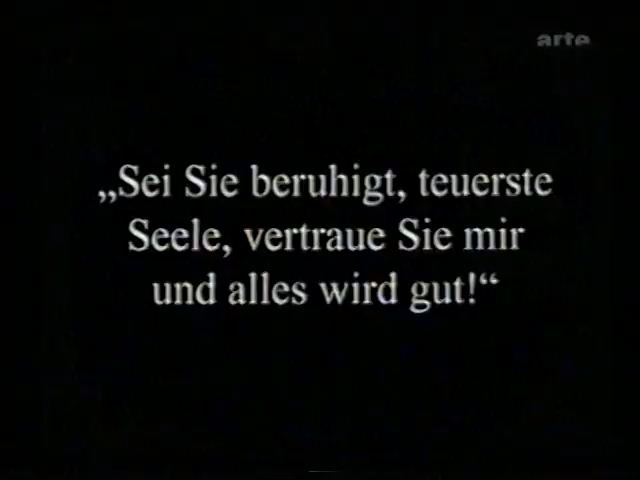 arte
„Sei Sie beruhigt, teuerste
Seele, vertraue Sie mir
und alles wird gut!“